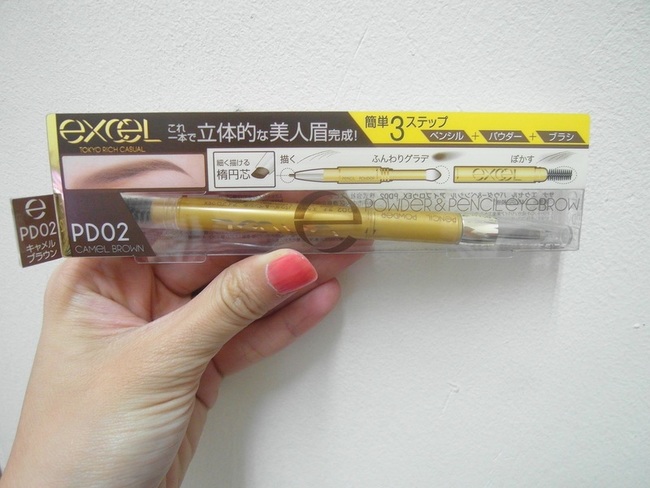 excel
TOKYO RICH CASUAL
これ
一本で立体的な美人眉完成!
簡単3ステップ
ペンシル + パウダー + ブラシ
細く描ける
楕円芯
描く
ふんわりグラデ
ぼかす
excel
POWDER & PENCIL EYEBROW
e
PD02
CAMEL BROWN
e
PD02
キャメル
ブラウン